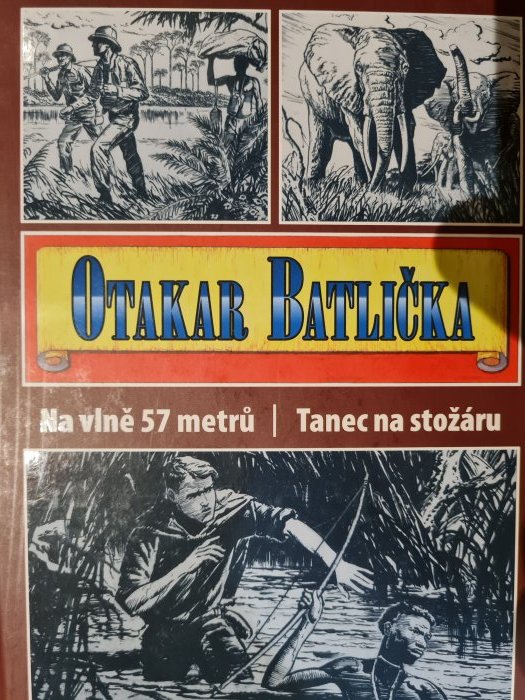 OTAKAR BATLIČKA
Na vlně 57 metrů | Tanec na stožáru